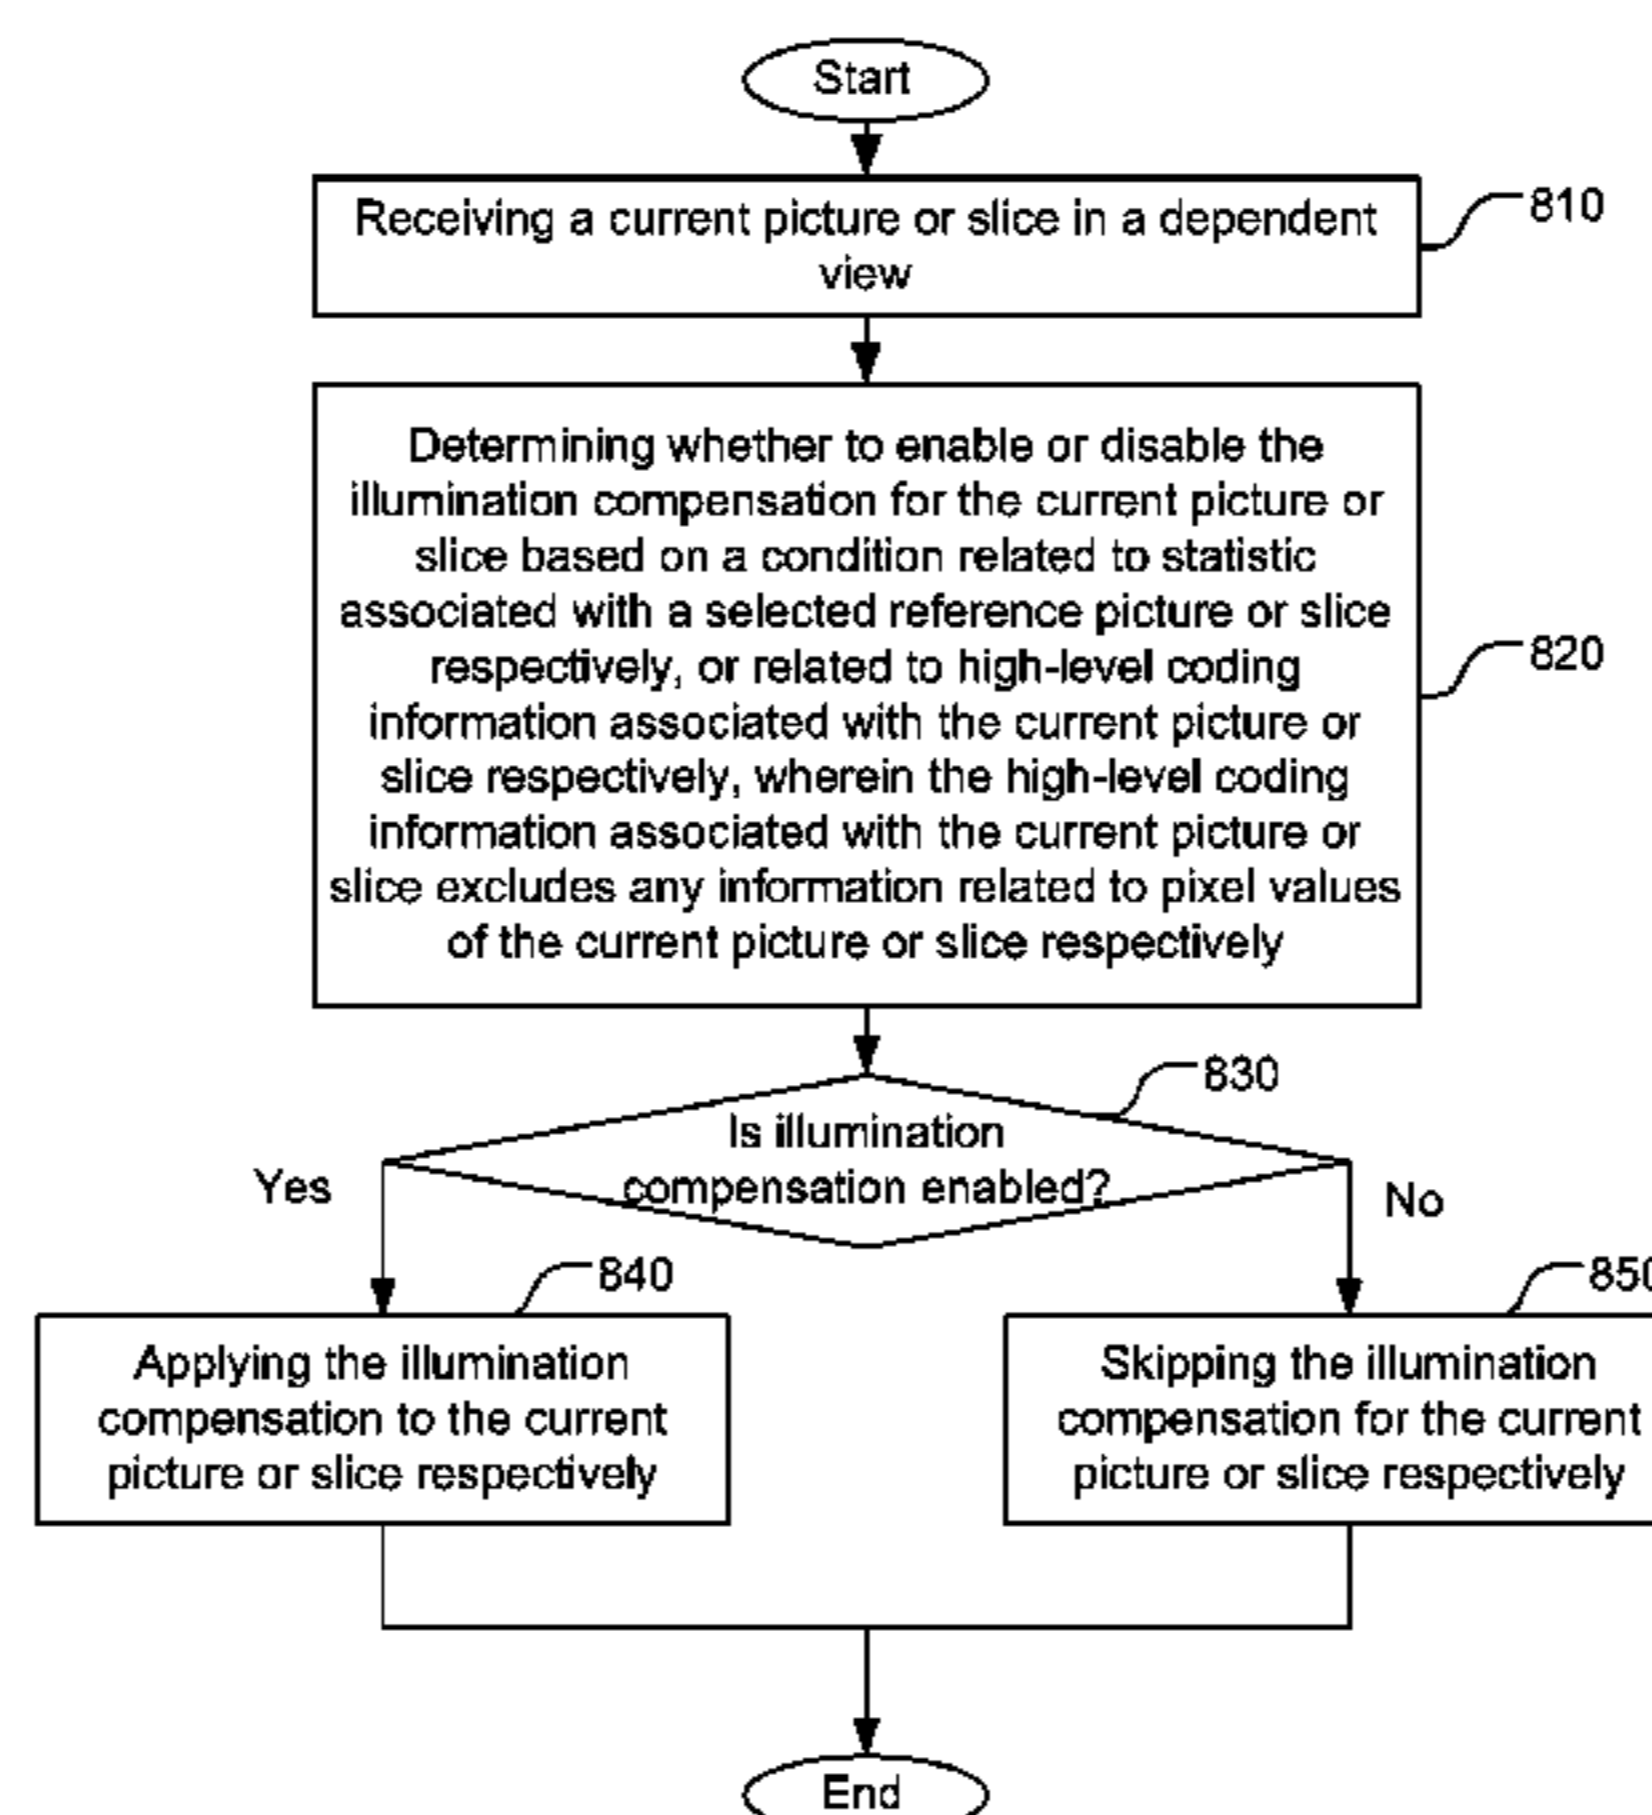 Start
Receiving a current picture or slice in a dependent
view
810
Determining whether to enable or disable the
illumination compensation for the current picture or
slice based on a condition related to statistic
associated with a selected reference picture or slice
respectively, or related to high-level coding
information associated with the current picture or
slice respectively, wherein the high-level coding
information associated with the current picture or
slice excludes any information related to pixel values
of the current picture or slice respectively
820
830
Is illumination
compensation enabled?
Yes
No
840
Applying the illumination
compensation to the current
picture or slice respectively
850
Skipping the illumination
compensation for the current
picture or slice respectively
End